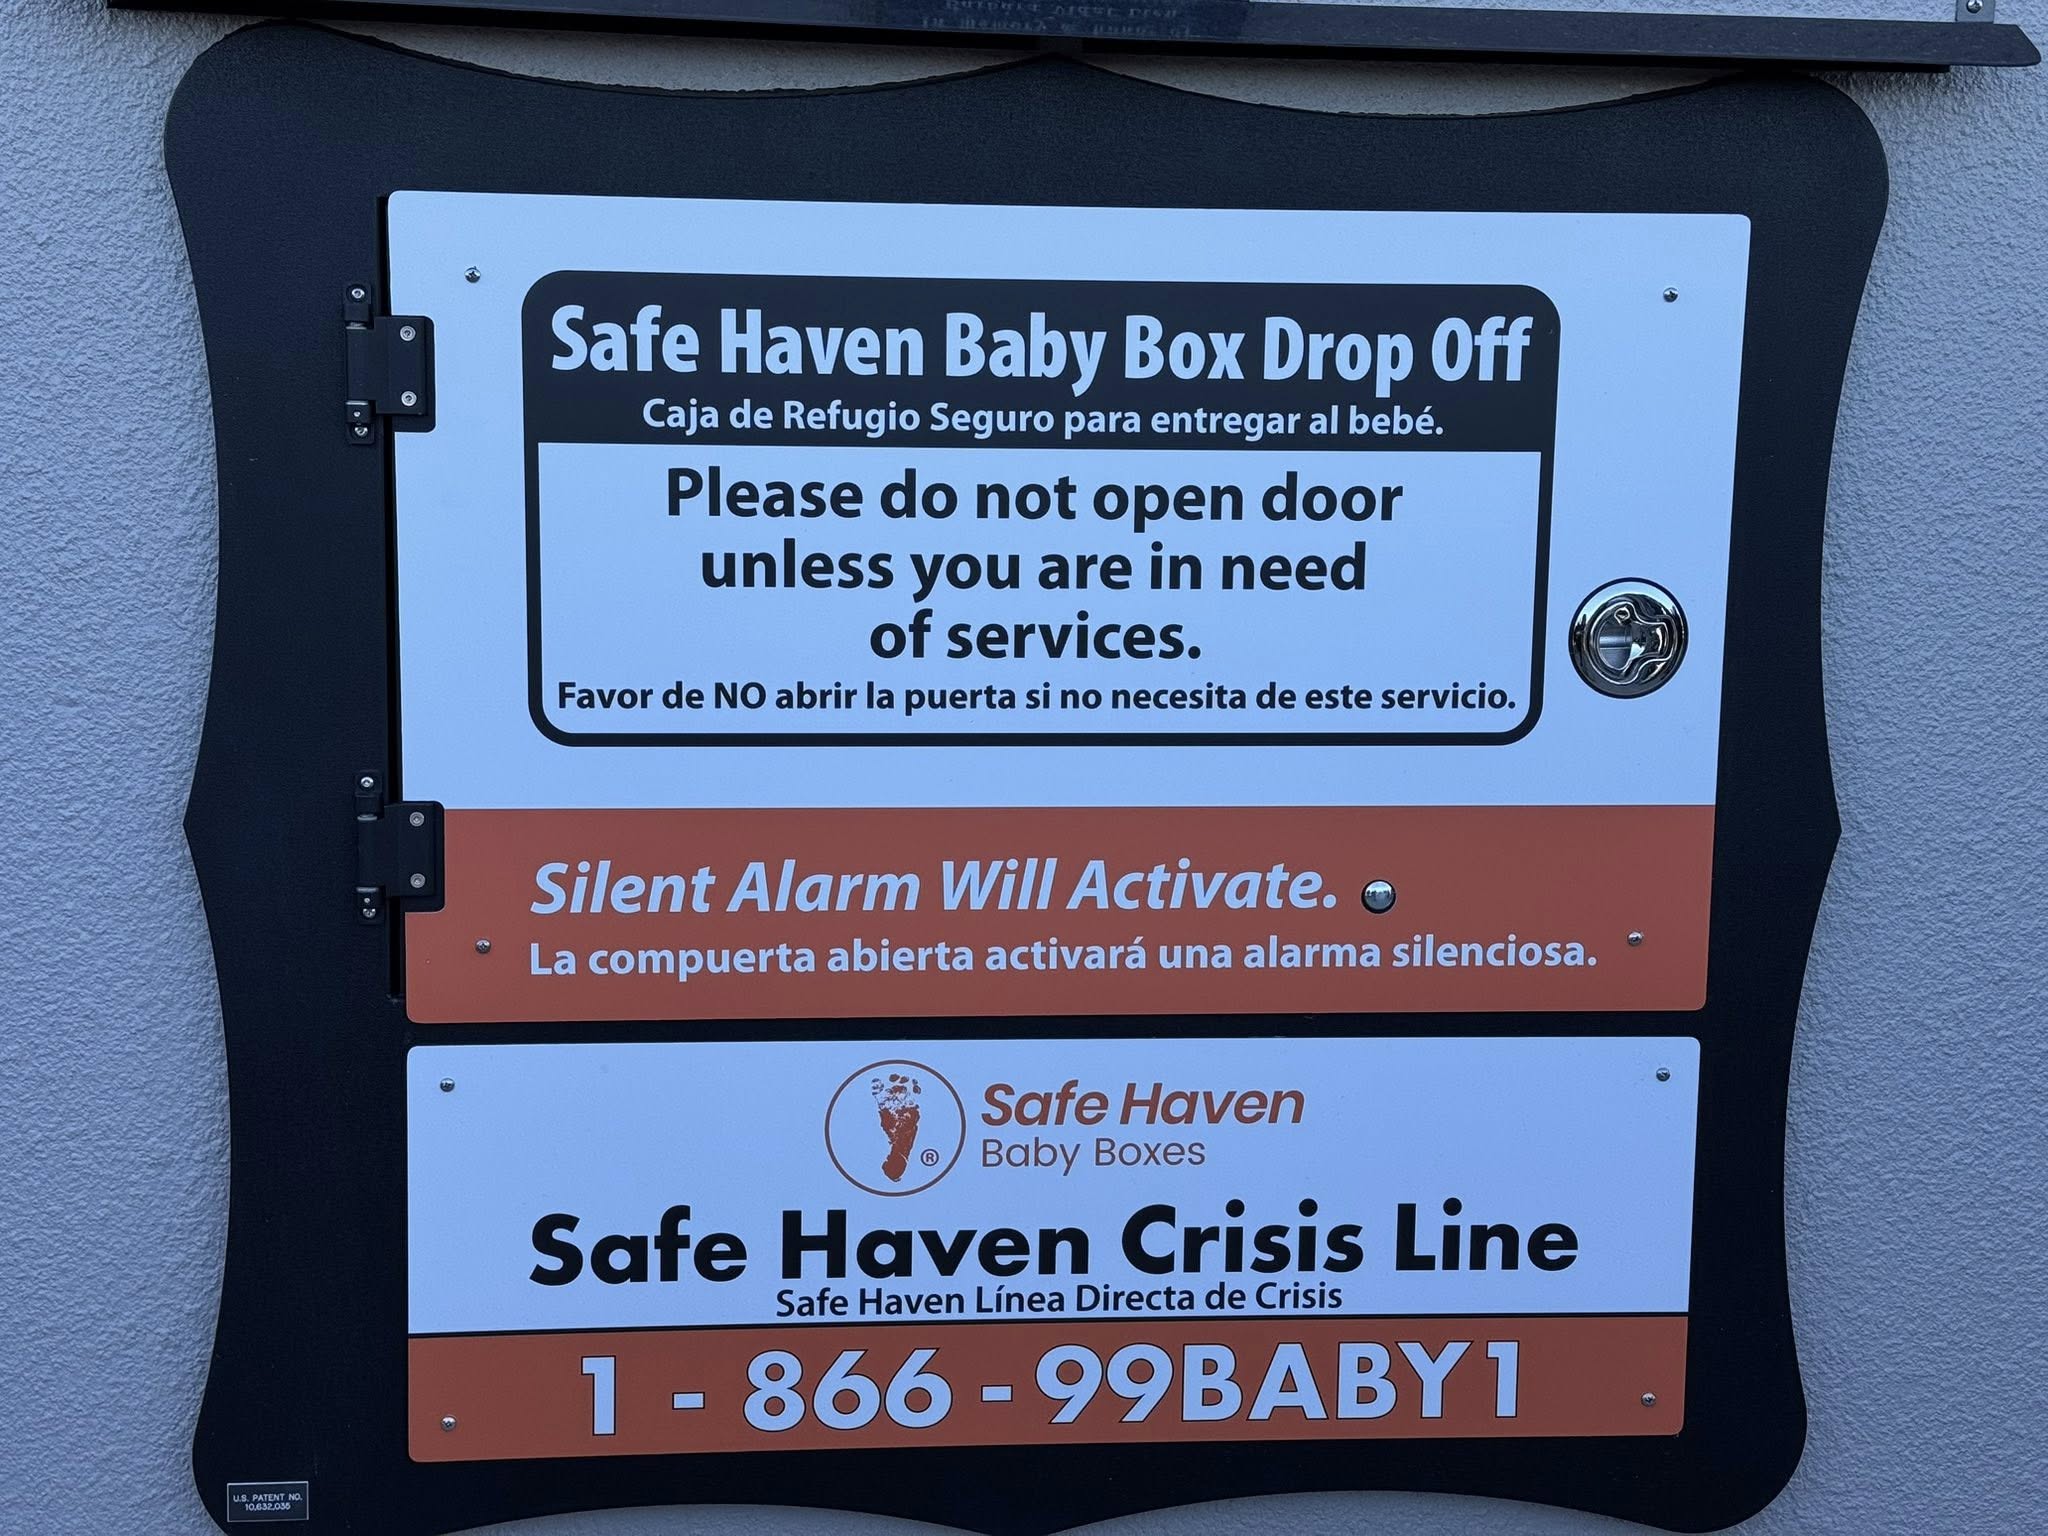 Safe Haven Baby Box Drop Off
Caja de Refugio Seguro para entregar al bebé.
Please do not open door
unless you are in need
of services.
Favor de NO abrir la puerta si no necesita de este servicio.
Silent Alarm Will Activate.
La compuerta abierta activará una alarma silenciosa.
®
Safe Haven
Baby Boxes
Safe Haven Crisis Line
Safe Haven Línea Directa de Crisis
1 - 866 - 99BABY1
U.S. PATENT NO.
10,632,035